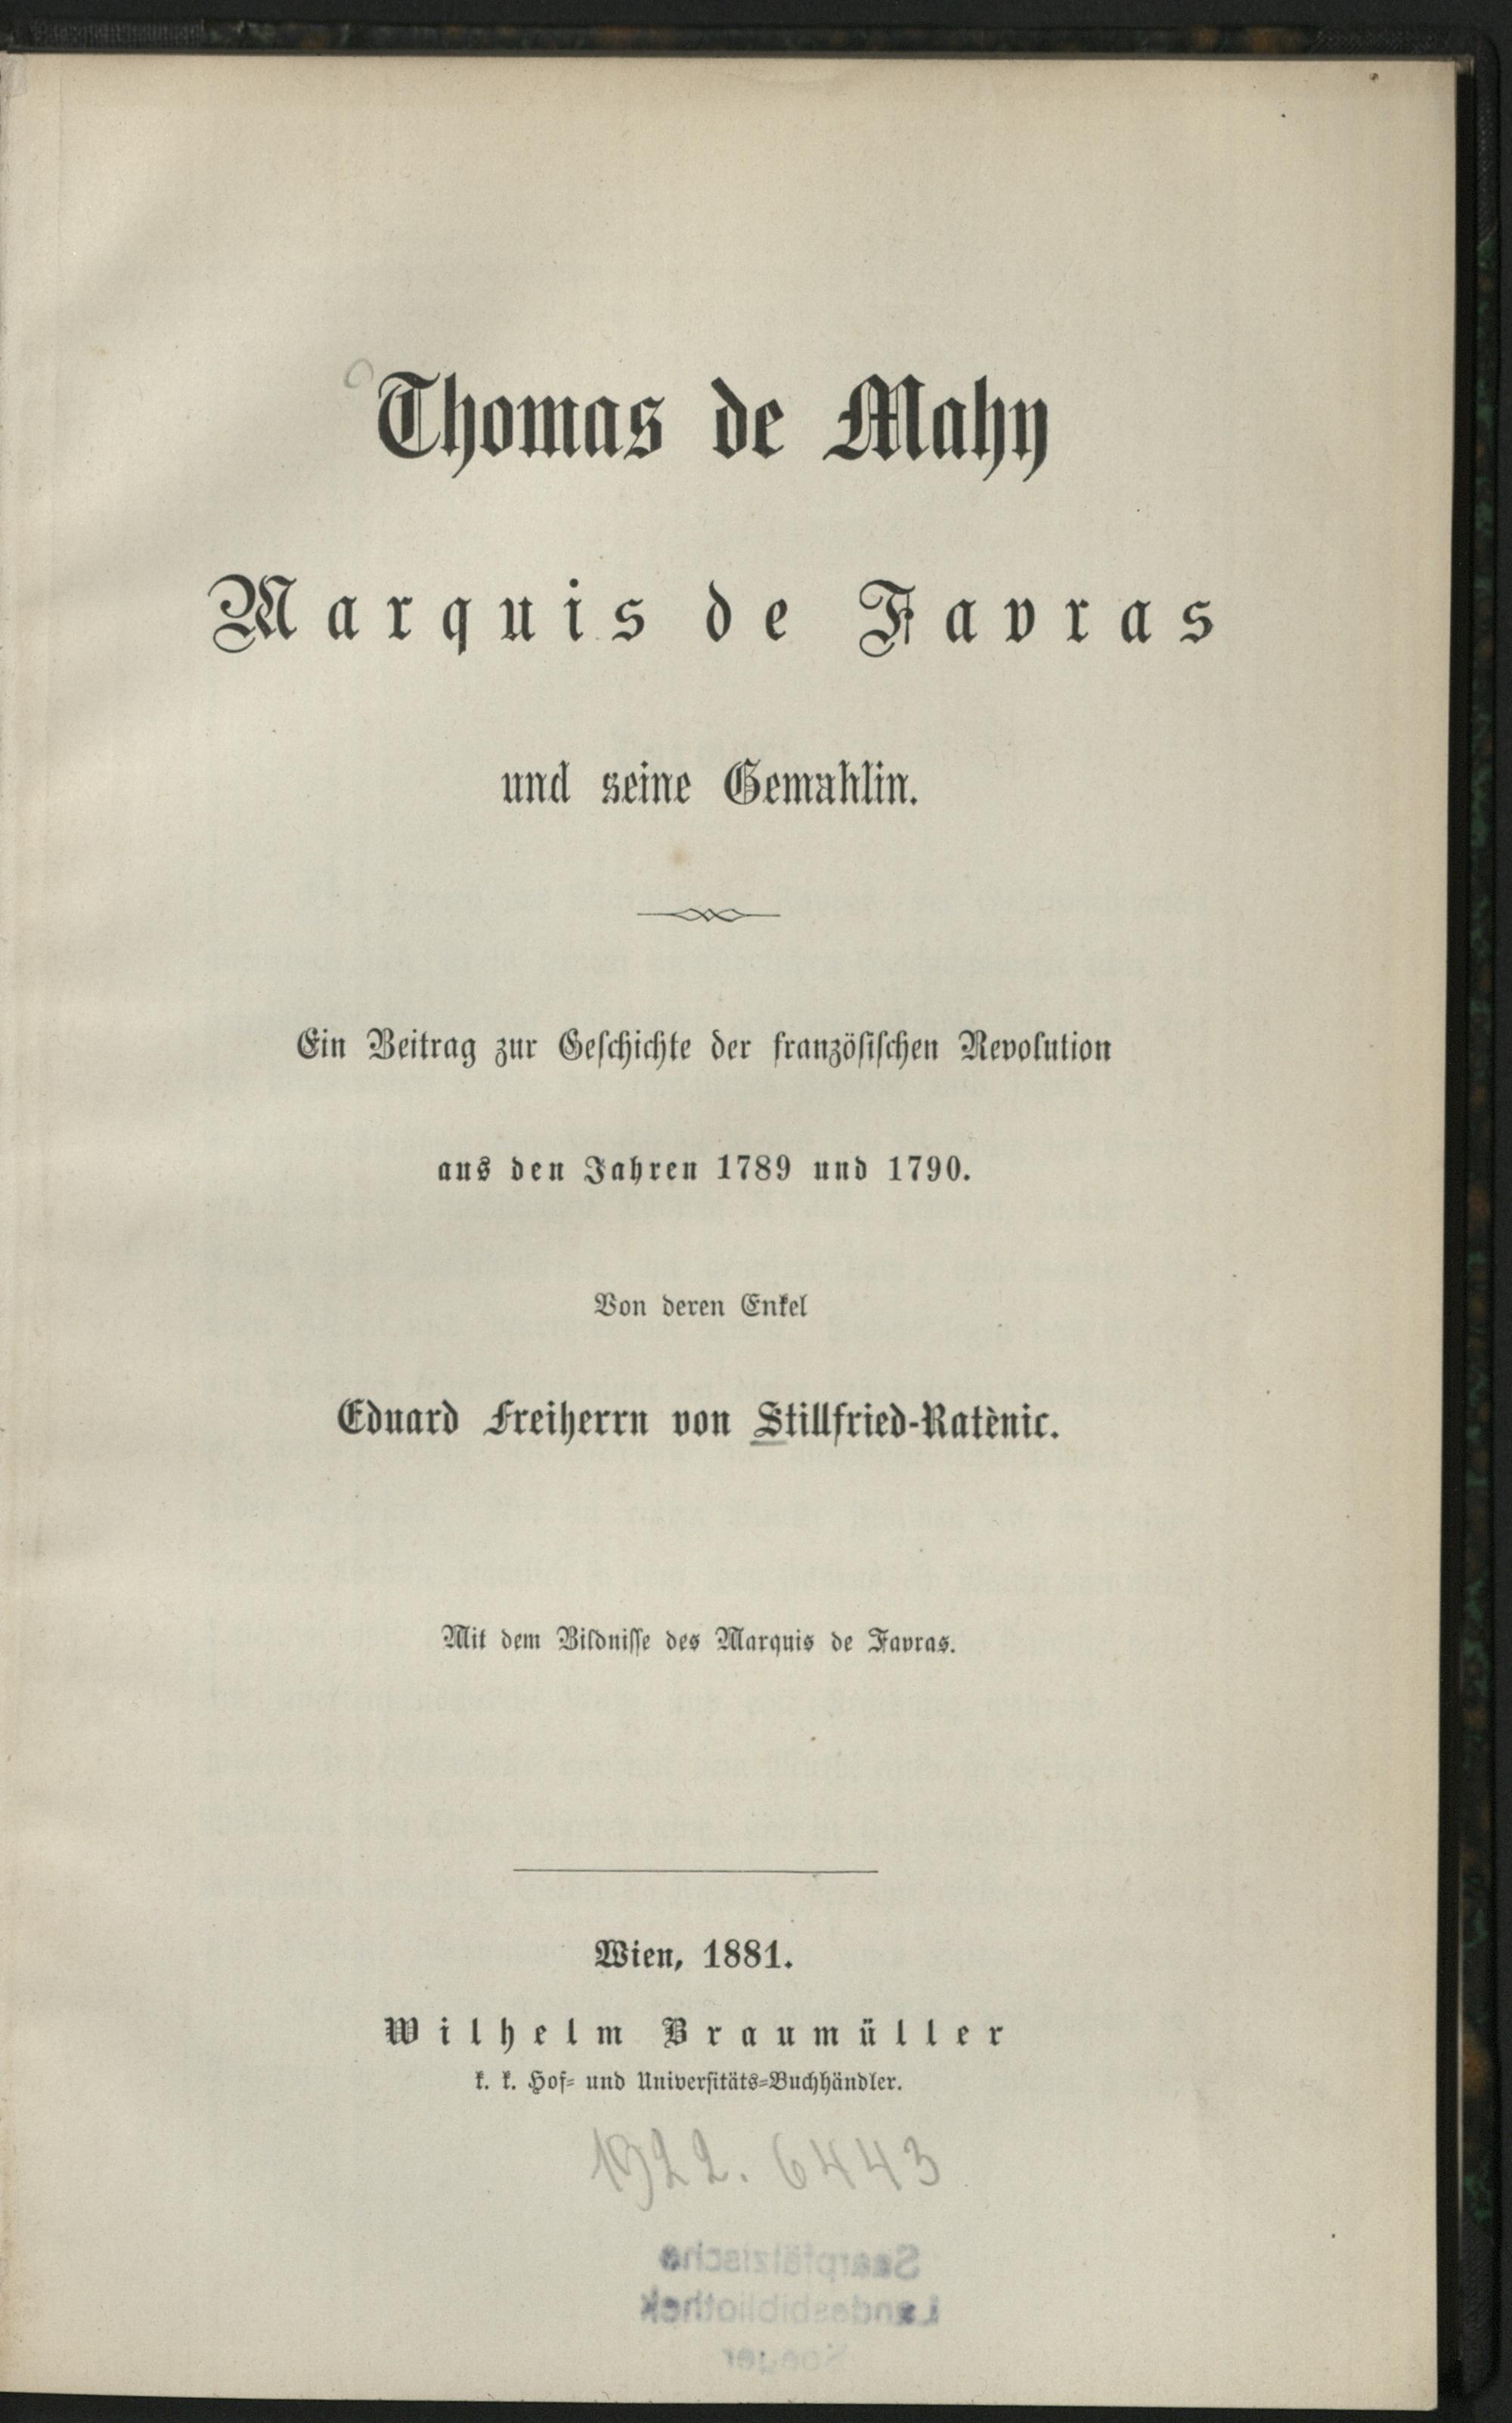 Thomas de Mahy
Marquis de Favras
und seine Gemahlin.
Ein Beitrag zur Geschichte der französischen Revolution
aus den Jahren 1789 und 1790.
Von deren Enkel
Eduard Freiherrn von Stillfried-Ratènic.
Mit dem Bildnisse des Marquis de Favras.
Wien, 1881.
Wilhelm Braumüller
k. k. Hof- und Universitäts-Buchhändler.
1922. 6443
Saarpfälzische
Landesbibliothek